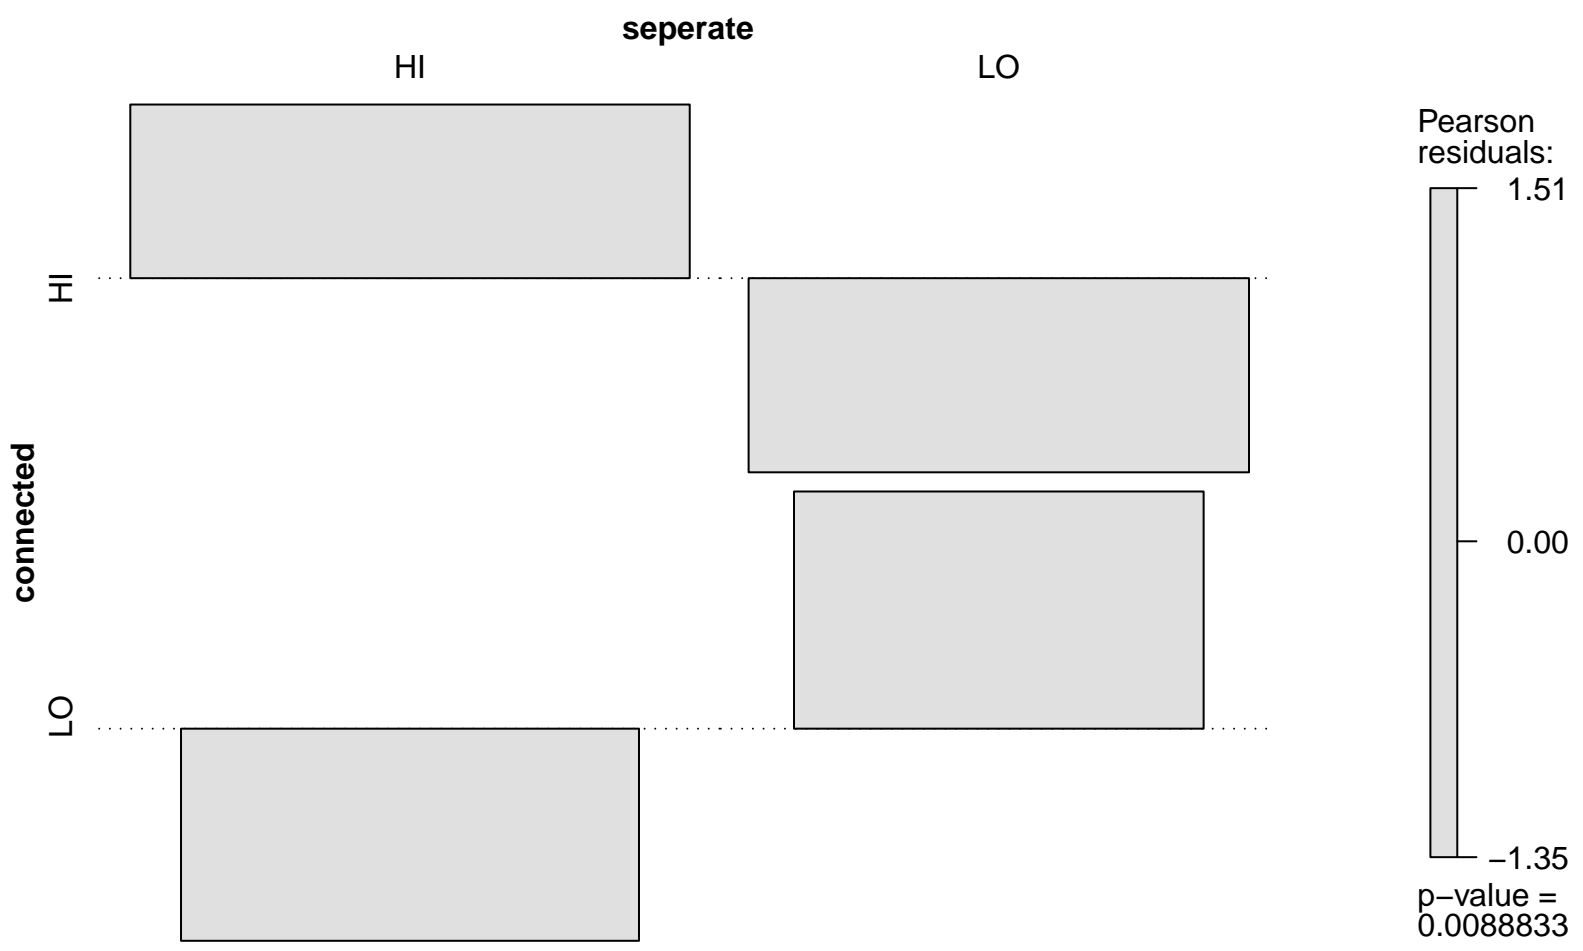 seperate
HI
LO
HI
connected
LO
Pearson
residuals:
1.51
0.00
−1.35
p−value =
0.0088833